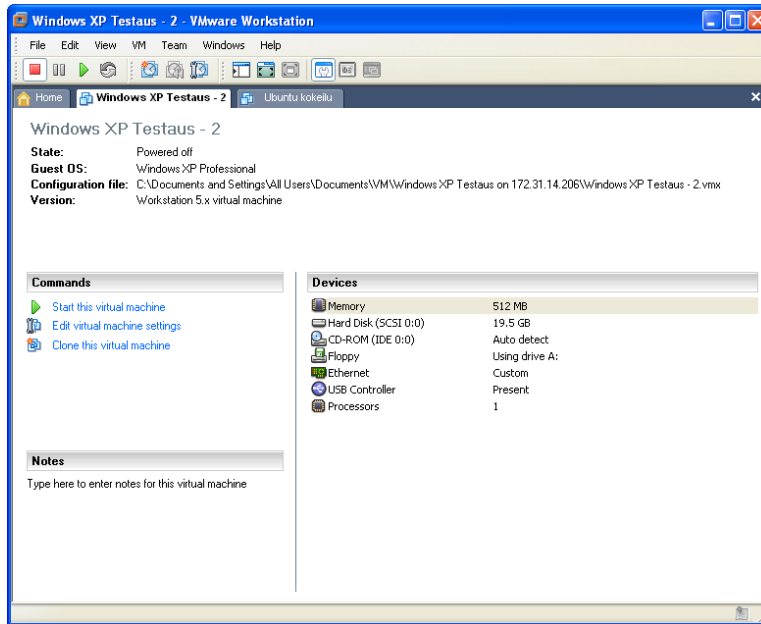 Windows XP Testaus - 2 - VMware Workstation
File Edit View VM Team Windows Help
Home Windows XP Testaus - 2 Ubuntu kokeilu
Windows XP Testaus - 2
State: Powered off
Guest OS: Windows XP Professional
Configuration file: C:\Documents and Settings\All Users\Documents\VM\Windows XP Testaus on 172.31.14.206\Windows XP Testaus - 2.vmx
Version: Workstation 5.x virtual machine
Commands
Start this virtual machine
Edit virtual machine settings
Clone this virtual machine
Notes
Type here to enter notes for this virtual machine
Devices
Memory 512 MB
Hard Disk (SCSI 0:0) 19.5 GB
CD-ROM (IDE 0:0) Auto detect
Floppy Using drive A:
Ethernet Custom
USB Controller Present
Processors 1